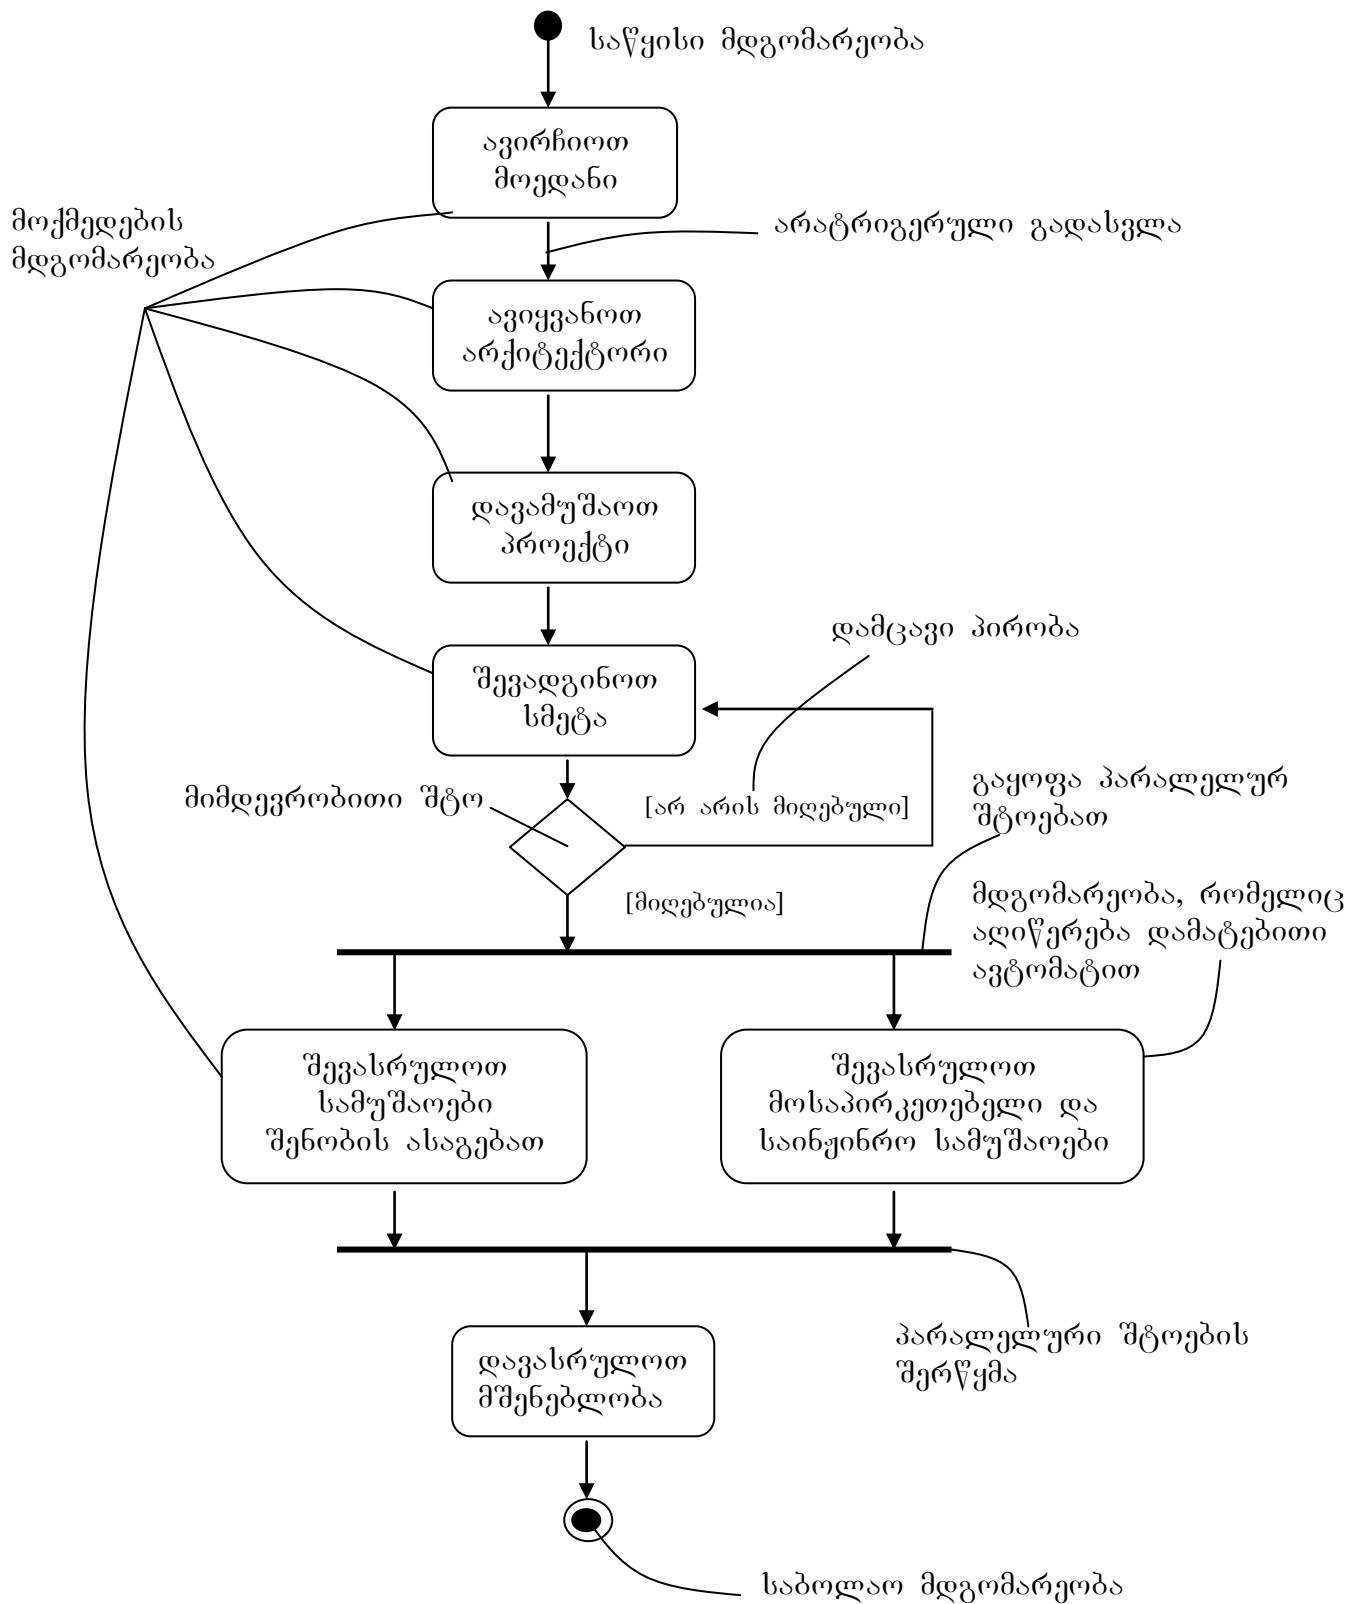 საწყისი მდგომარეობა
ავირჩიოთ
მოედანი
მოქმედების
მდგომარეობა
არატრიგერული გადასვლა
ავიყვანოთ
არქიტექტორი
დავამუშაოთ
პროექტი
დამცავი პირობა
შევადგინოთ
სმეტა
მიმდევრობითი შტო
[არ არის მიღებული]
გაყოფა პარალელურ
შტოებათ
[მიღებულია]
მდგომარეობა, რომელიც
აღიწერება დამატებითი
ავტომატით
შევასრულოთ
სამუშაოები
შენობის ასაგებათ
შევასრულოთ
მოსაპირკეთებელი და
საინჟინრო სამუშაოები
პარალელური შტოების
შერწყმა
დავასრულოთ
მშენებლობა
საბოლაო მდგომარეობა